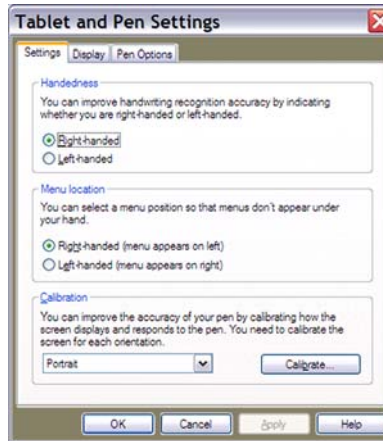 Tablet and Pen Settings
Settings Display Pen Options
Handedness
You can improve handwriting recognition accuracy by indicating
whether you are right-handed or left-handed.
Right-handed
Left-handed
Menu location
You can select a menu position so that menus don't appear under
your hand.
Right-handed (menu appears on left)
Left-handed (menu appears on right)
Calibration
You can improve the accuracy of your pen by calibrating how the
screen displays and responds to the pen. You need to calibrate the
screen for each orientation.
Portrait Calibrate...
OK Cancel Apply Help